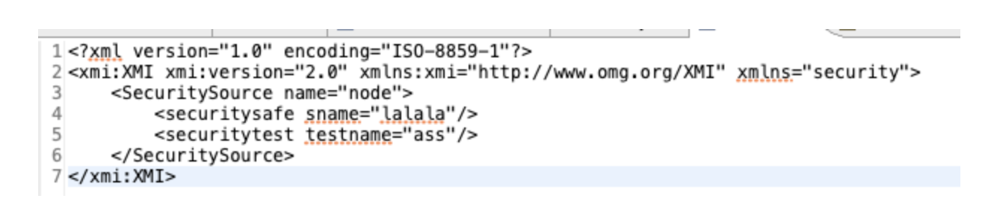 1 <?xml version="1.0" encoding="ISO-8859-1"?>
2 <xmi:XMI xmi:version="2.0" xmlns:xmi="http://www.omg.org/XMI" xmlns="security">
3     <SecuritySource name="node">
4         <securitysafe sname="lalala"/>
5         <securitytest testname="ass"/>
6     </SecuritySource>
7 </xmi:XMI>